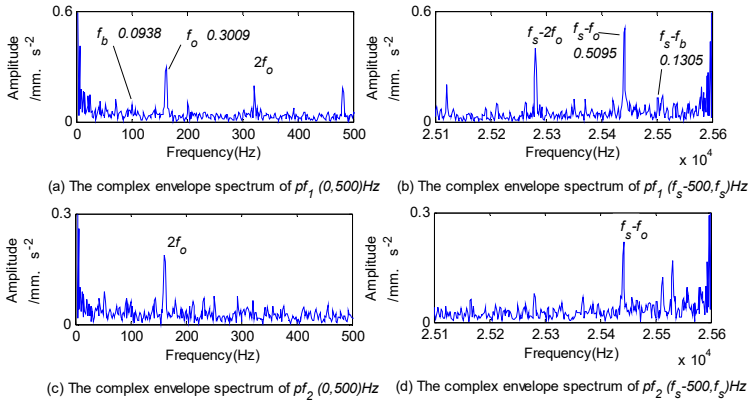 0.6
0
Amplitude
/mm. s-2
f_b 0.0938
f_o 0.3009
2f_o
0 100 200 300 400 500
Frequency(Hz)
(a) The complex envelope spectrum of pf_1 (0,500)Hz
0.6
0
Amplitude
/mm. s-2
f_s-2f_o
f_s-f_o
0.5095
f_s-f_b
0.1305
2.51 2.52 2.53 2.54 2.55 2.56
Frequency(Hz)
x 10^4
(b) The complex envelope spectrum of pf_1 (f_s-500,f_s)Hz
0.3
0
Amplitude
/mm. s-2
2f_o
0 100 200 300 400 500
Frequency(Hz)
(c) The complex envelope spectrum of pf_2 (0,500)Hz
0.3
0
Amplitude
/mm. s-2
f_s-f_o
2.51 2.52 2.53 2.54 2.55 2.56
Frequency(Hz)
x 10^4
(d) The complex envelope spectrum of pf_2 (f_s-500,f_s)Hz